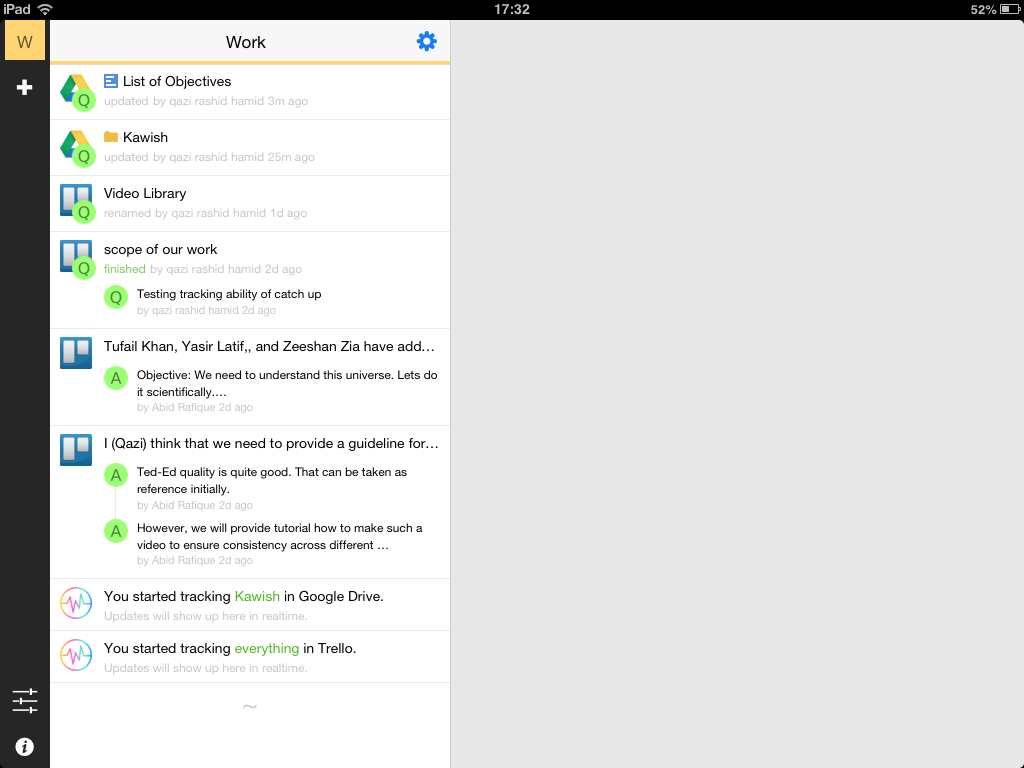 iPad 17:32 52%
W
Work
List of Objectives
Q
updated by qazi rashid hamid 3m ago
Kawish
Q
updated by qazi rashid hamid 25m ago
Video Library
Q
renamed by qazi rashid hamid 1d ago
scope of our work
Q
finished by qazi rashid hamid 2d ago
Q
Testing tracking ability of catch up
by qazi rashid hamid 2d ago
Tufail Khan, Yasir Latif,, and Zeeshan Zia have add…
A
Objective: We need to understand this universe. Lets do
it scientifically.…
by Abid Rafique 2d ago
I (Qazi) think that we need to provide a guideline for…
A
Ted-Ed quality is quite good. That can be taken as
reference initially.
by Abid Rafique 2d ago
A
However, we will provide tutorial how to make such a
video to ensure consistency across different …
by Abid Rafique 2d ago
You started tracking Kawish in Google Drive.
Updates will show up here in realtime.
You started tracking everything in Trello.
Updates will show up here in realtime.
~